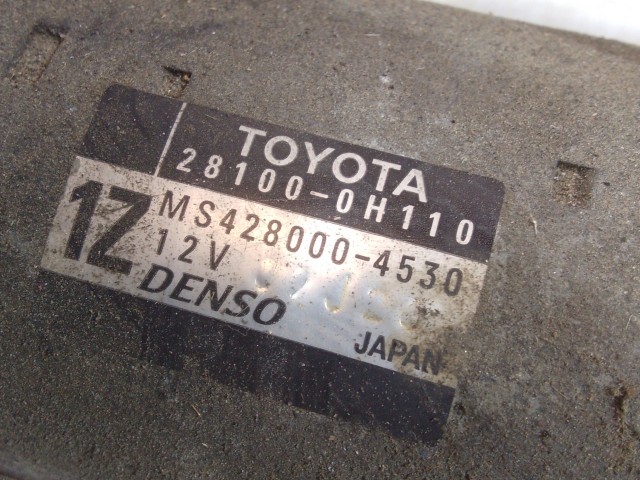 TOYOTA
28100-0H110
1Z
MS428000-4530
12V
DENSO
JAPAN